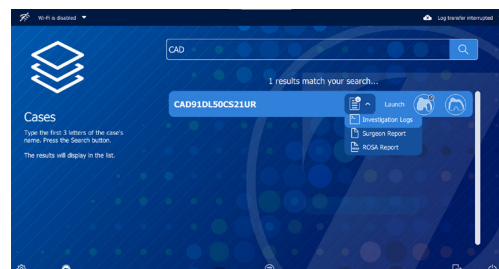 Wi-Fi is disabled
Log transfer interrupted
CAD
1 results match your search...
CAD91DL50CS21UR
Launch
Investigation Logs
Surgeon Report
ROSA Report
Cases
Type the first 3 letters of the case's
name. Press the Search button.
The results will display in the list.